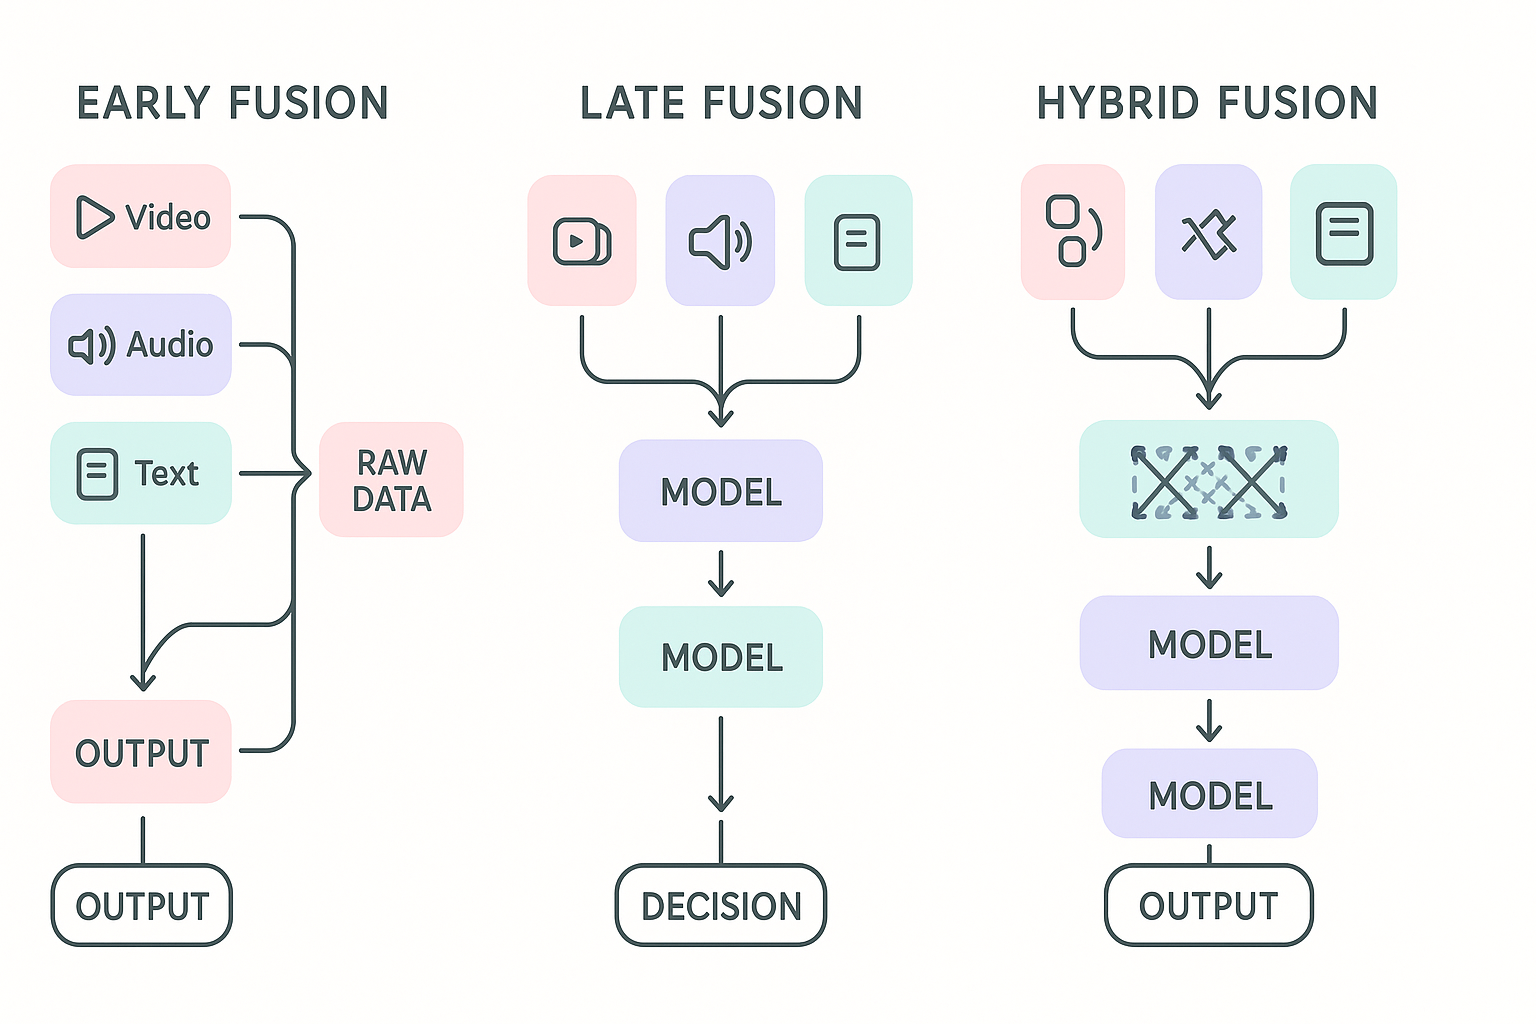 EARLY FUSION
Video
Audio
Text
RAW
DATA
OUTPUT
OUTPUT
LATE FUSION
MODEL
MODEL
DECISION
HYBRID FUSION
MODEL
MODEL
OUTPUT